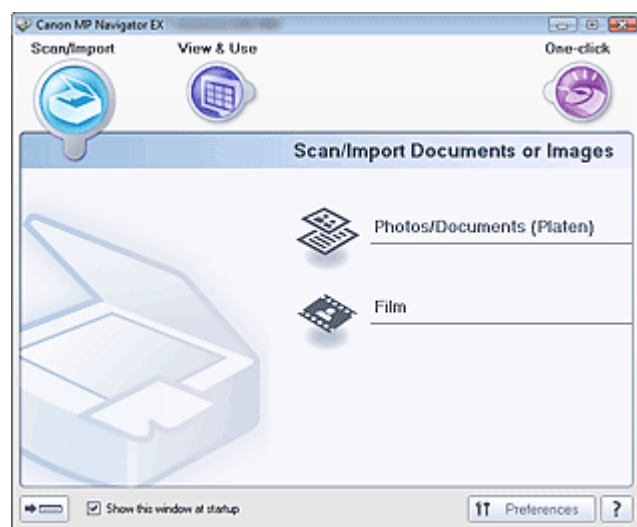 Canon MP Navigator EX
Scan/Import
View & Use
One-click
Scan/Import Documents or Images
Photos/Documents (Platen)
Film
Show this window at startup
Preferences
?